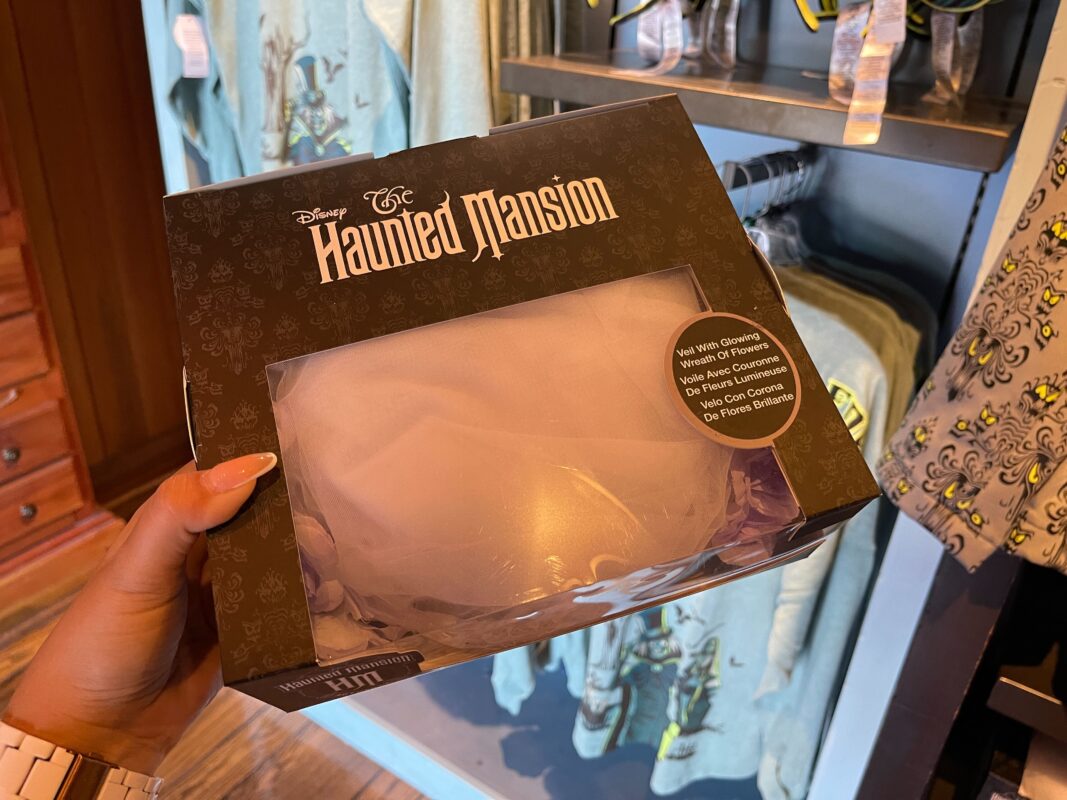 Disney The
Haunted Mansion
Veil With Glowing
Wreath Of Flowers
Voile Avec Couronne
De Fleurs Lumineuse
Velo Con Corona
De Flores Brillante
Haunted Mansion
HM